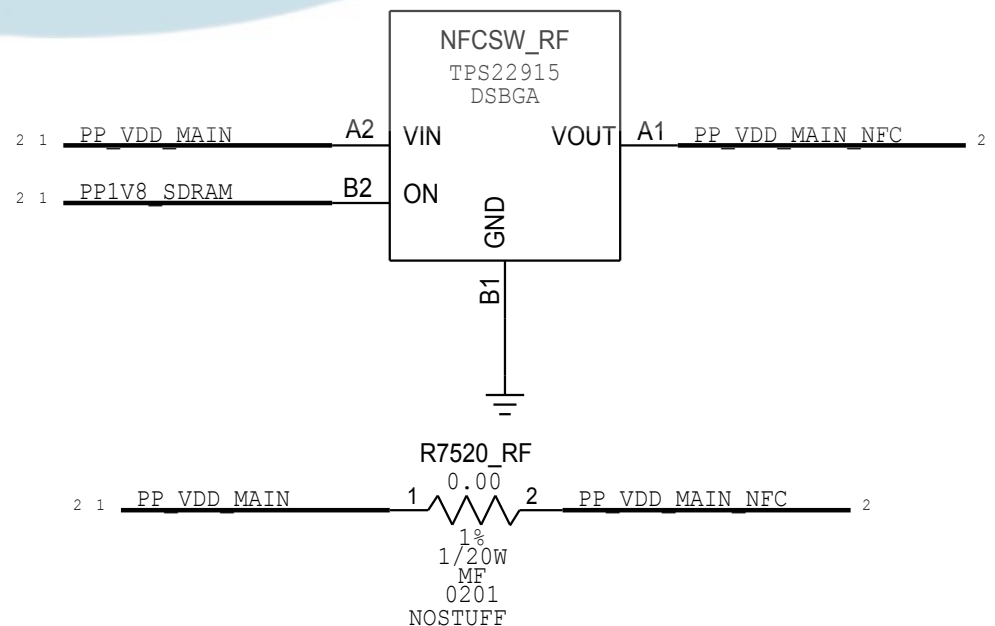 NFCSW_RF
TPS22915
DSBGA
2 1 PP_VDD_MAIN A2 VIN VOUT A1 PP_VDD_MAIN_NFC 2
2 1 PP1V8_SDRAM B2 ON
GND
B1
R7520_RF
0.00
2 1 PP_VDD_MAIN 1 2 PP_VDD_MAIN_NFC 2
1%
1/20W
MF
0201
NOSTUFF